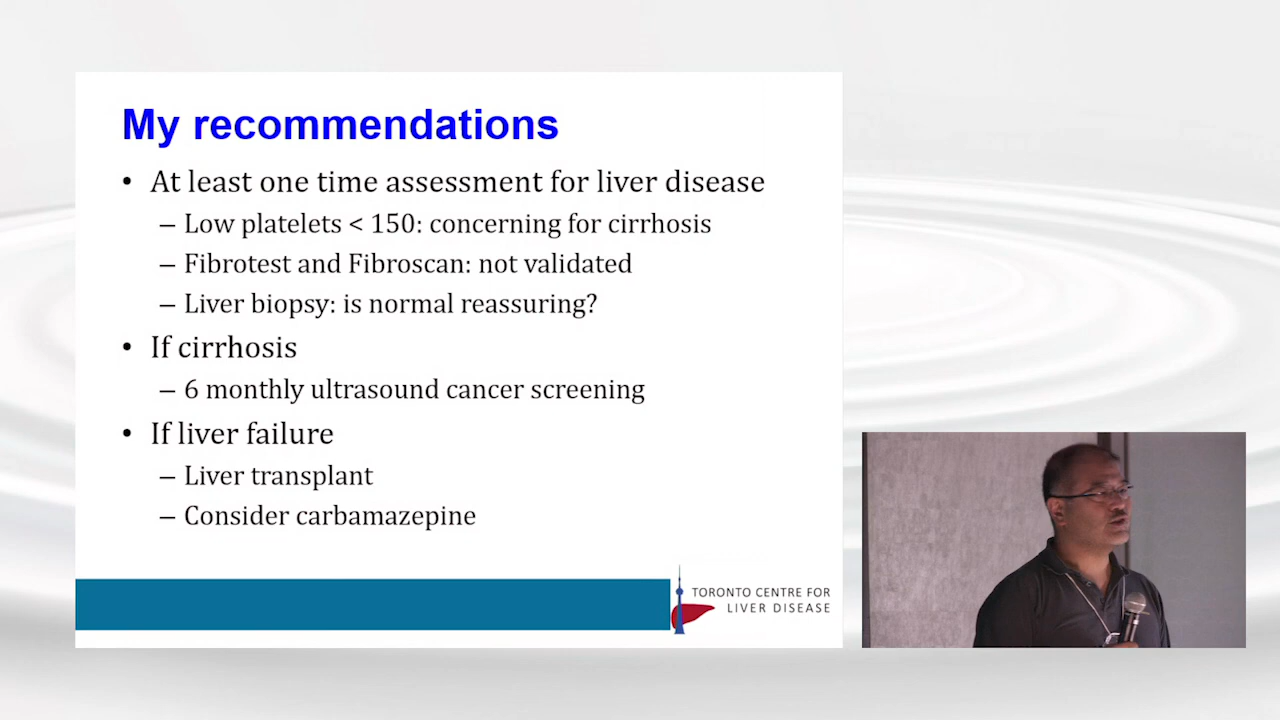 My recommendations
• At least one time assessment for liver disease
– Low platelets < 150: concerning for cirrhosis
– Fibrotest and Fibroscan: not validated
– Liver biopsy: is normal reassuring?
• If cirrhosis
– 6 monthly ultrasound cancer screening
• If liver failure
– Liver transplant
– Consider carbamazepine
TORONTO CENTRE FOR
LIVER DISEASE